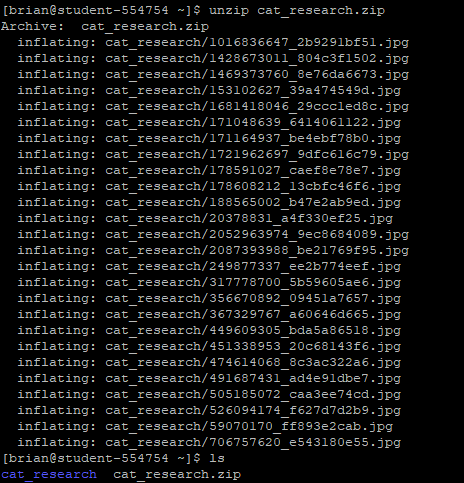 [brian@student-554754 ~]$ unzip cat_research.zip
Archive:  cat_research.zip
  inflating: cat_research/1016836647_2b9291bf51.jpg
  inflating: cat_research/1428673011_804c3f1502.jpg
  inflating: cat_research/1469373760_8e76da6673.jpg
  inflating: cat_research/153102627_39a474549d.jpg
  inflating: cat_research/1681418046_29ccc1ed8c.jpg
  inflating: cat_research/171048639_6414061122.jpg
  inflating: cat_research/171164937_be4ebf78b0.jpg
  inflating: cat_research/1721962697_9dfc616c79.jpg
  inflating: cat_research/178591027_caef8e78e7.jpg
  inflating: cat_research/178608212_13cbfc46f6.jpg
  inflating: cat_research/188565002_b47e2ab9ed.jpg
  inflating: cat_research/20378831_a4f330ef25.jpg
  inflating: cat_research/2052963974_9ec8684089.jpg
  inflating: cat_research/2087393988_be21769f95.jpg
  inflating: cat_research/249877337_ee2b774eef.jpg
  inflating: cat_research/317778700_5b59605ae6.jpg
  inflating: cat_research/356670892_09451a7657.jpg
  inflating: cat_research/367329767_a60646d665.jpg
  inflating: cat_research/449609305_bda5a86518.jpg
  inflating: cat_research/451338953_20c68143f6.jpg
  inflating: cat_research/474614068_8c3ac322a6.jpg
  inflating: cat_research/491687431_ad4e91dbe7.jpg
  inflating: cat_research/505185072_caa3ee74cd.jpg
  inflating: cat_research/526094174_f627d7d2b9.jpg
  inflating: cat_research/59070170_ff893e2cab.jpg
  inflating: cat_research/706757620_e543180e55.jpg
[brian@student-554754 ~]$ ls
cat_research  cat_research.zip